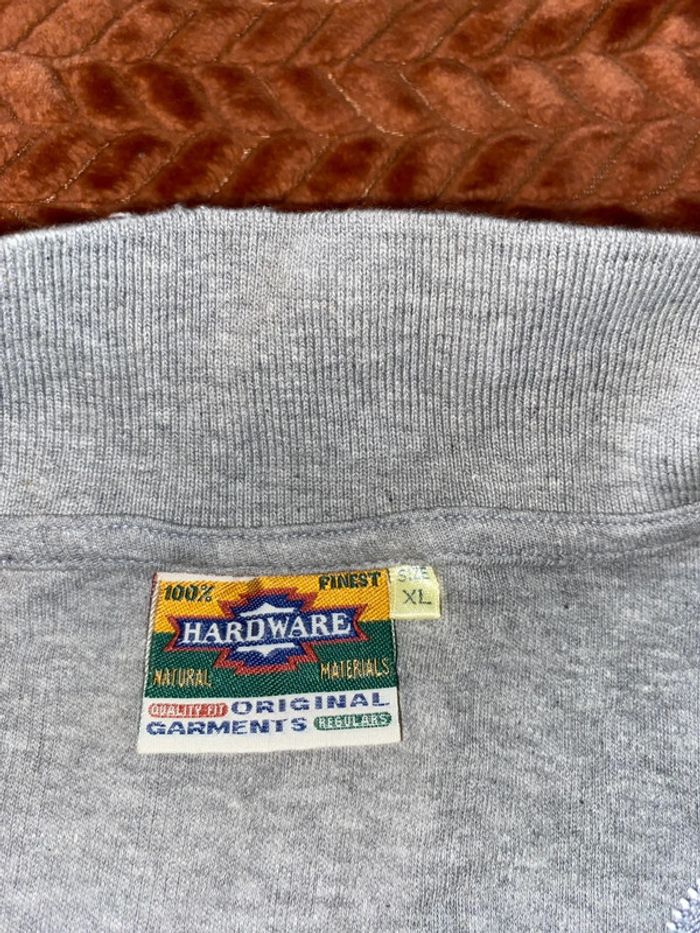 100% FINEST
HARDWARE
NATURAL MATERIALS
QUALITY FIT ORIGINAL
GARMENTS REGULARS
SIZE
XL